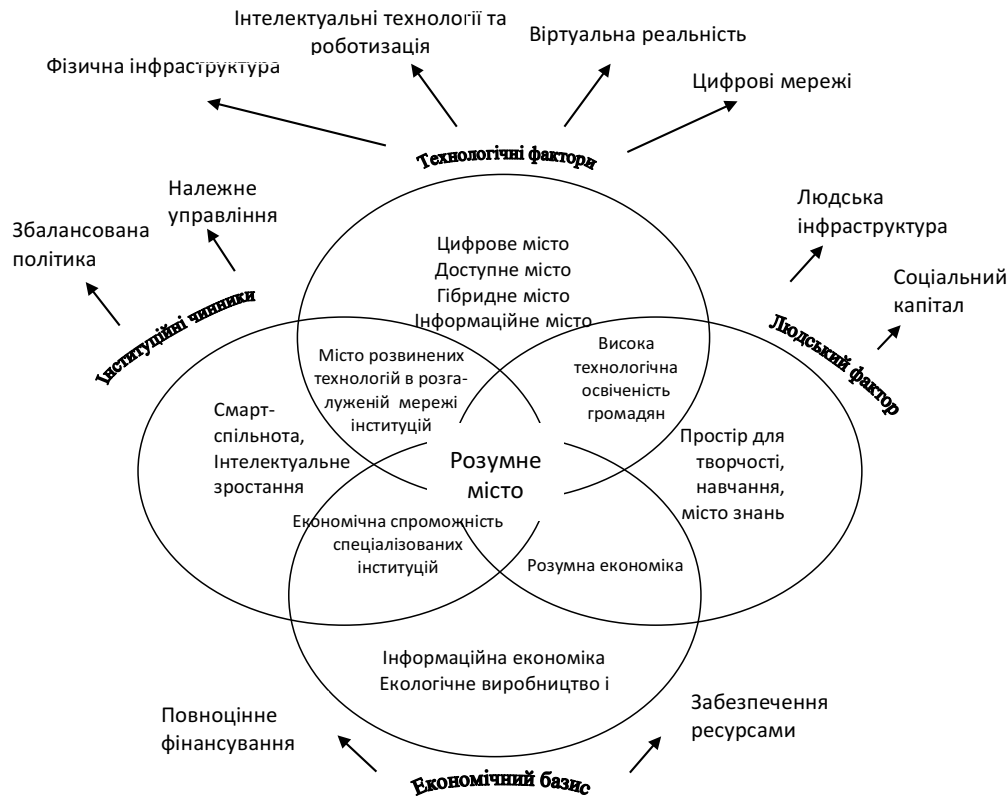 Інтелектуальні технології та
роботизація
Віртуальна реальність
Фізична інфраструктура
Цифрові мережі
Технологічні фактори
Належне
управління
Збалансована
політика
Людська
інфраструктура
Соціальний
капітал
Інституційні чинники
Людський фактор
Цифрове місто
Доступне місто
Гібридне місто
Інформаційне місто
Місто розвинених
технологій в розга-
луженій мережі
інституцій
Висока
технологічна
освіченість
громадян
Смарт-
спільнота,
Інтелектуальне
зростання
Розумне
місто
Простір для
творчості,
навчання,
місто знань
Економічна спроможність
спеціалізованих
інституцій
Розумна економіка
Інформаційна економіка
Екологічне виробництво і
Повноцінне
фінансування
Забезпечення
ресурсами
Економічний базис